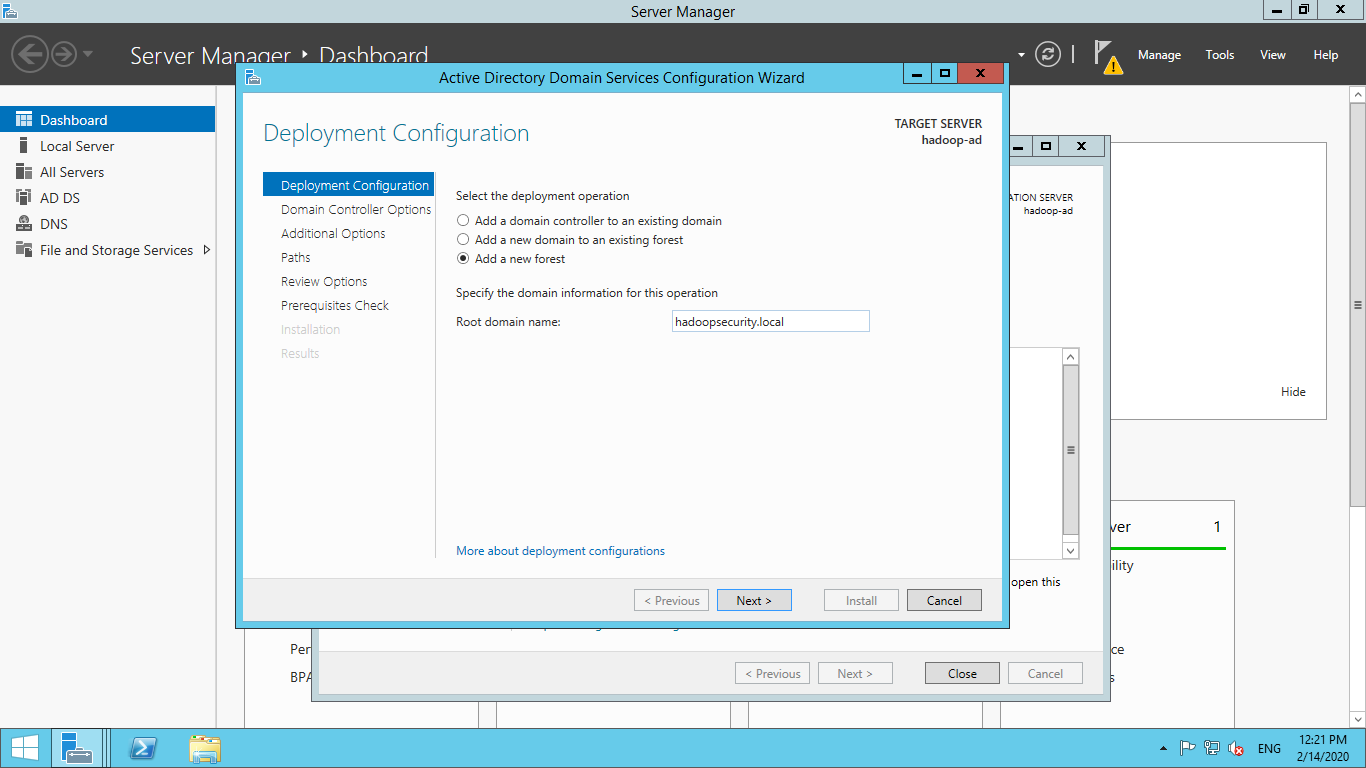 Server Manager
Server Manager ‣ Dashboard
Manage Tools View Help
Dashboard
Local Server
All Servers
AD DS
DNS
File and Storage Services
Active Directory Domain Services Configuration Wizard
Deployment Configuration
TARGET SERVER
hadoop-ad
Deployment Configuration
Domain Controller Options
Additional Options
Paths
Review Options
Prerequisites Check
Installation
Results
Select the deployment operation
Add a domain controller to an existing domain
Add a new domain to an existing forest
Add a new forest
Specify the domain information for this operation
Root domain name: hadoopsecurity.local
More about deployment configurations
< Previous Next > Install Cancel
ATION SERVER
hadoop-ad
open this
< Previous Next > Close Cancel
Hide
ver 1
ility
Per
BPA
ce
s
ENG
12:21 PM
2/14/2020